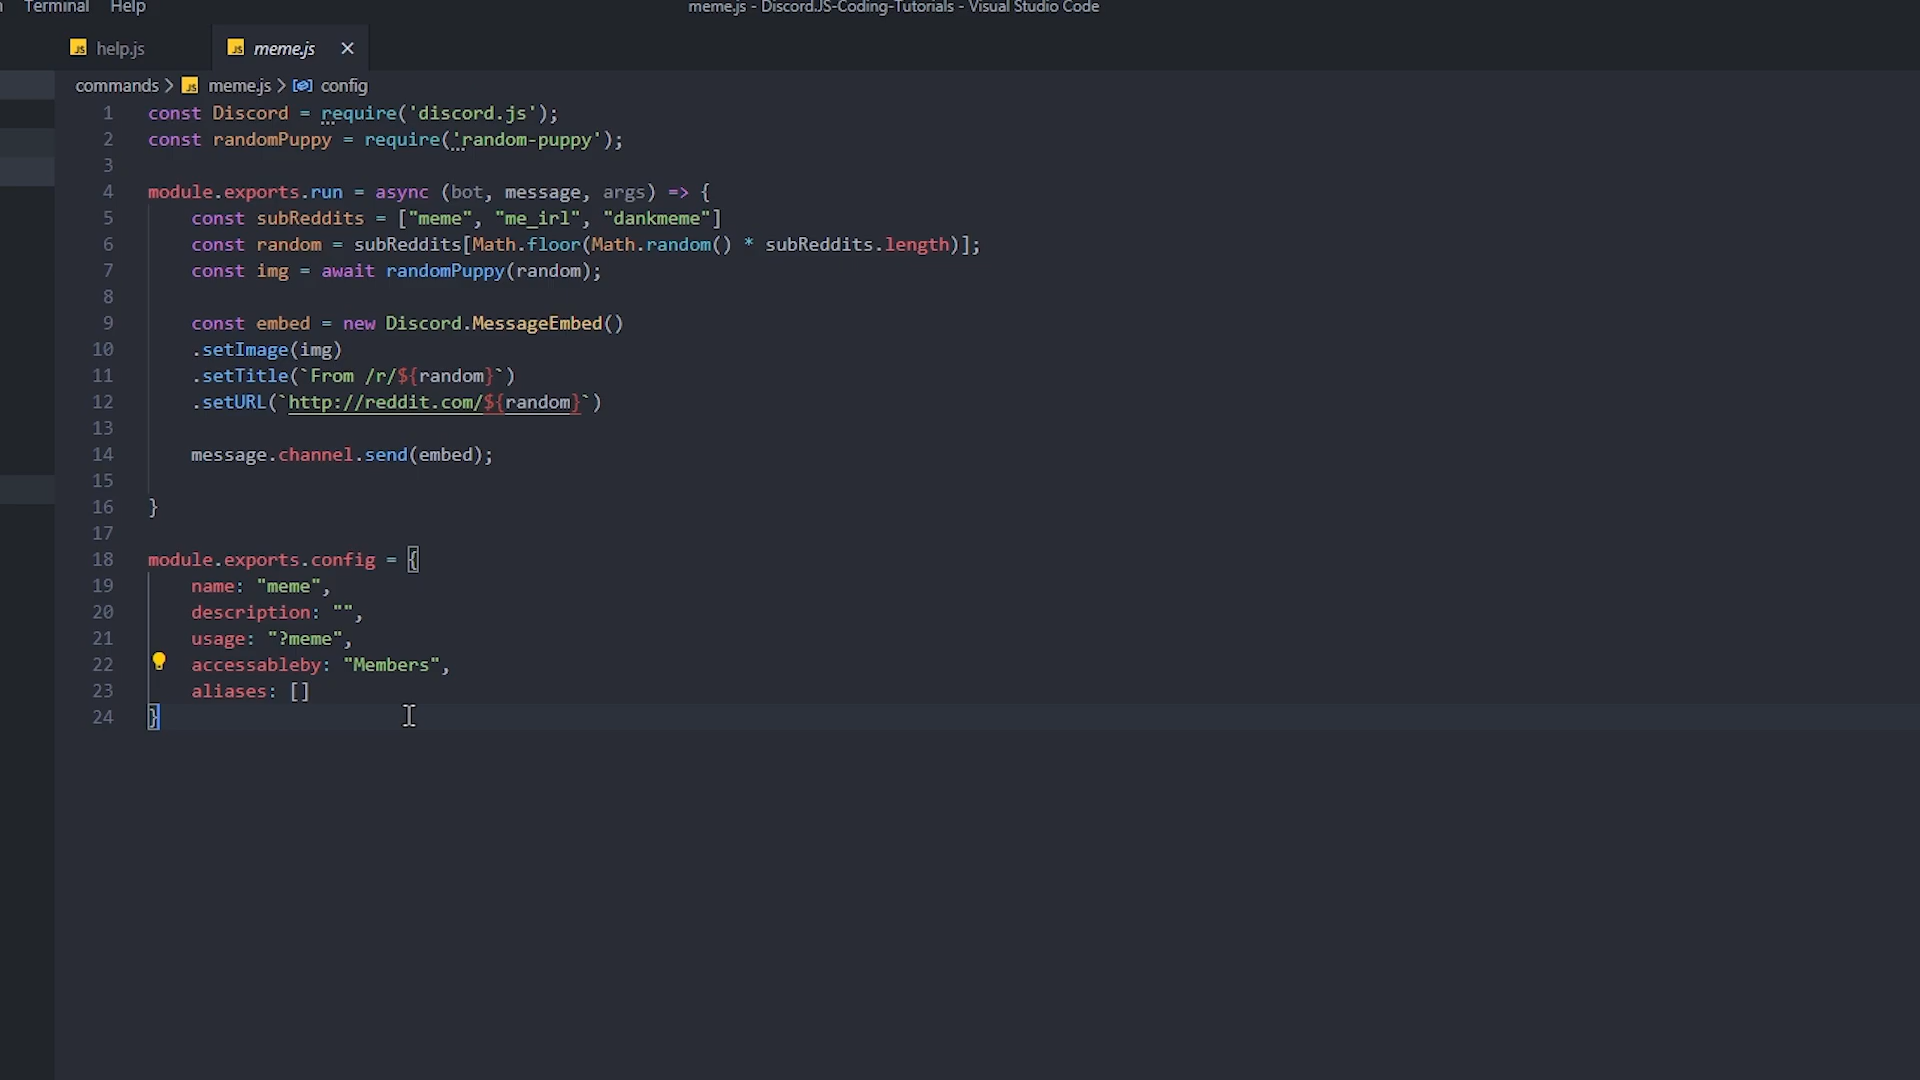 Terminal Help meme.js - Discord.JS-Coding-Tutorials - Visual Studio Code
help.js meme.js
commands > meme.js > config
1 const Discord = require('discord.js');
2 const randomPuppy = require('random-puppy');
3
4 module.exports.run = async (bot, message, args) => {
5     const subReddits = ["meme", "me_irl", "dankmeme"]
6     const random = subReddits[Math.floor(Math.random() * subReddits.length)];
7     const img = await randomPuppy(random);
8
9     const embed = new Discord.MessageEmbed()
10     .setImage(img)
11     .setTitle(`From /r/${random}`)
12     .setURL(`http://reddit.com/${random}`)
13
14     message.channel.send(embed);
15
16 }
17
18 module.exports.config = {
19     name: "meme",
20     description: "",
21     usage: "?meme",
22     accessableby: "Members",
23     aliases: []
24 }